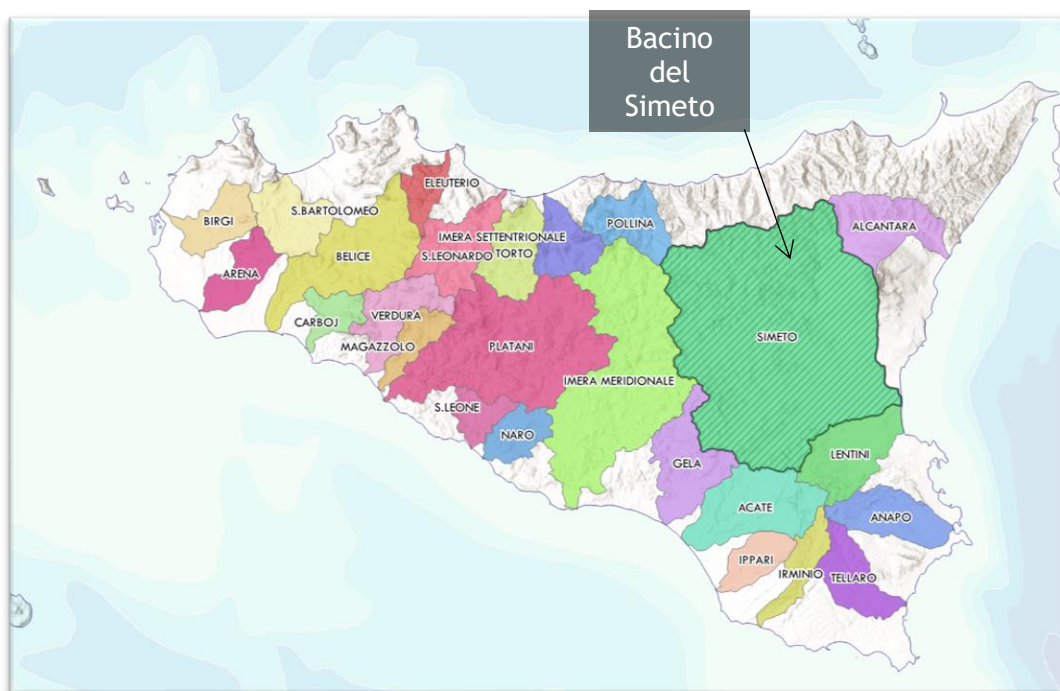 Bacino
del
Simeto
ELEUTERIO
BIRGI
S.BARTOLOMEO
POLLINA
ALCANTARA
IMERA SETTENTRIONALE
BELICE
S.LEONARDO
TORTO
ARENA
VERDURA
CARBOJ
SIMETO
MAGAZZOLO
PLATANI
IMERA MERIDIONALE
S.LEONE
NARO
LENTINI
GELA
ACATE
ANAPO
IPPARI
IRMINIO
TELLARO